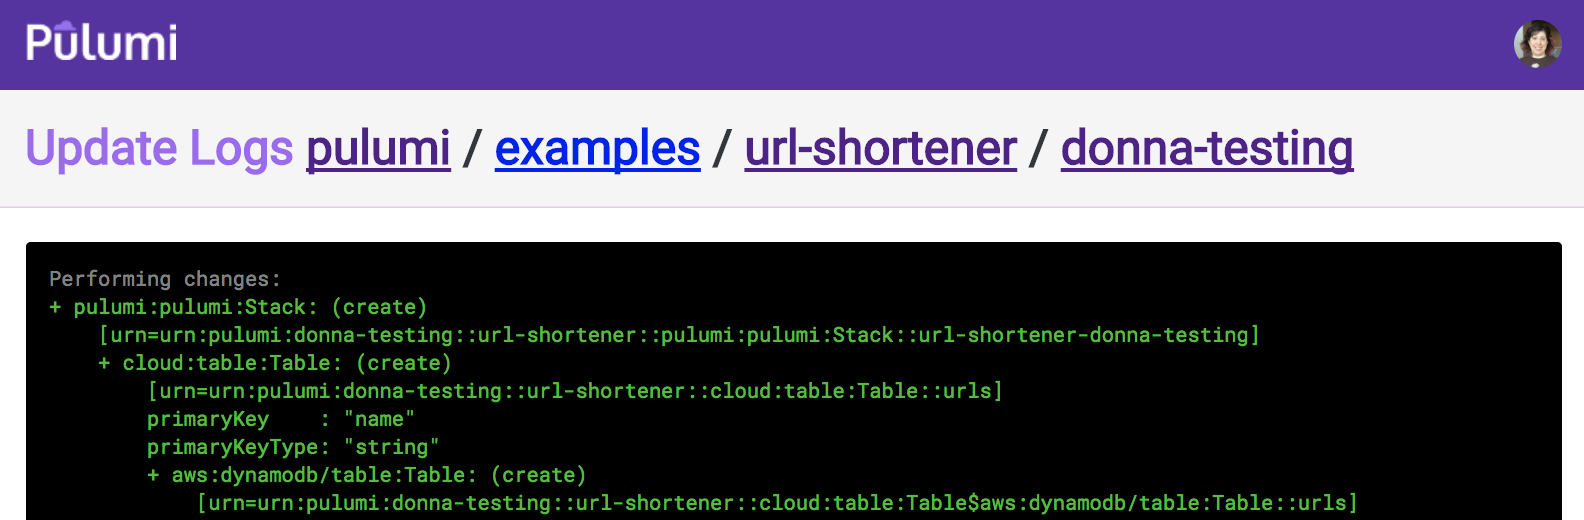 Pulumi
Update Logs pulumi / examples / url-shortener / donna-testing
Performing changes:
+ pulumi:pulumi:Stack: (create)
[urn=urn:pulumi:donna-testing::url-shortener::pulumi:pulumi:Stack::url-shortener-donna-testing]
+ cloud:table:Table: (create)
[urn=urn:pulumi:donna-testing::url-shortener::cloud:table:Table::urls]
primaryKey    : "name"
primaryKeyType: "string"
+ aws:dynamodb/table:Table: (create)
[urn=urn:pulumi:donna-testing::url-shortener::cloud:table:Table$aws:dynamodb/table:Table::urls]